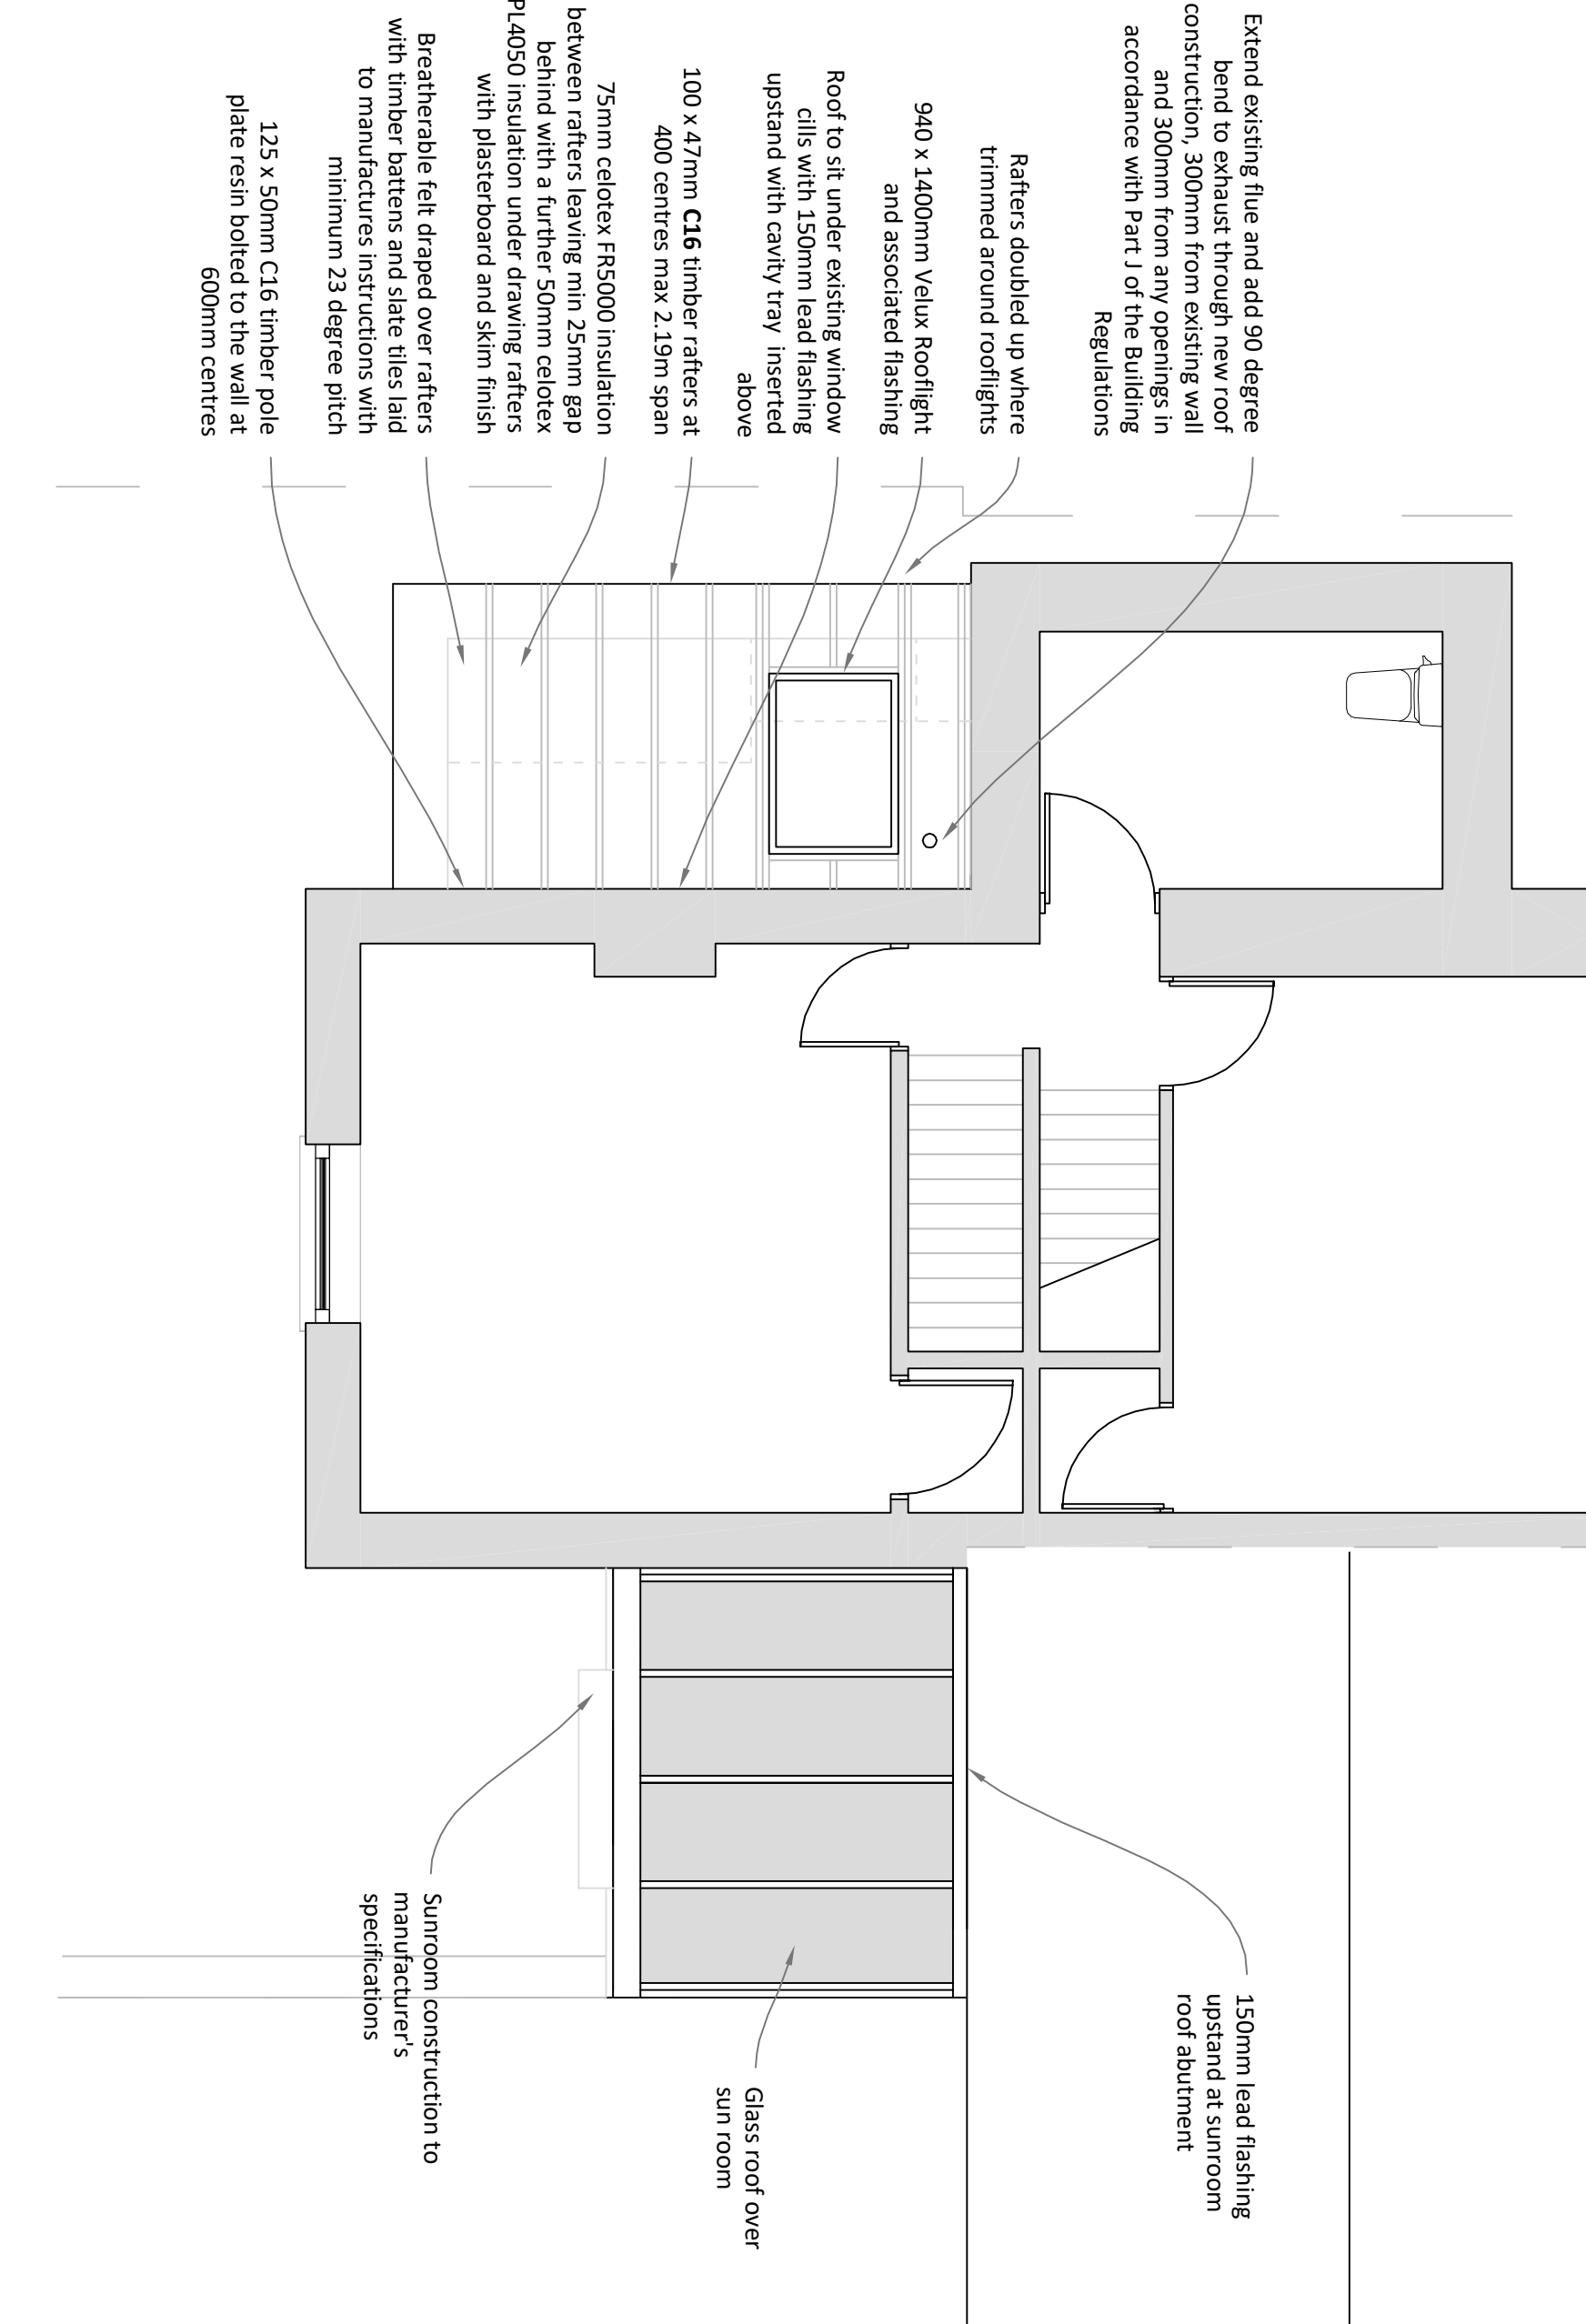 Extend existing flue and add 90 degree
bend to exhaust through new roof
construction, 300mm from existing wall
and 300mm from any openings in
accordance with Part J of the Building
Regulations
Rafters doubled up where
trimmed around rooflights
940 x 1400mm Velux Rooflight
and associated flashing
Roof to sit under existing window
cills with 150mm lead flashing
upstand with cavity tray inserted
above
100 x 47mm C16 timber rafters at
400 centres max 2.19m span
75mm celotex FR5000 insulation
between rafters leaving min 25mm gap
behind with a further 50mm celotex
PL4050 insulation under drawing rafters
with plasterboard and skim finish
Breatherable felt draped over rafters
with timber battens and slate tiles laid
to manufactures instructions with
minimum 23 degree pitch
125 x 50mm C16 timber pole
plate resin bolted to the wall at
600mm centres
150mm lead flashing
upstand at sunroom
roof abutment
Glass roof over
sun room
Sunroom construction to
manufacturer's
specifications